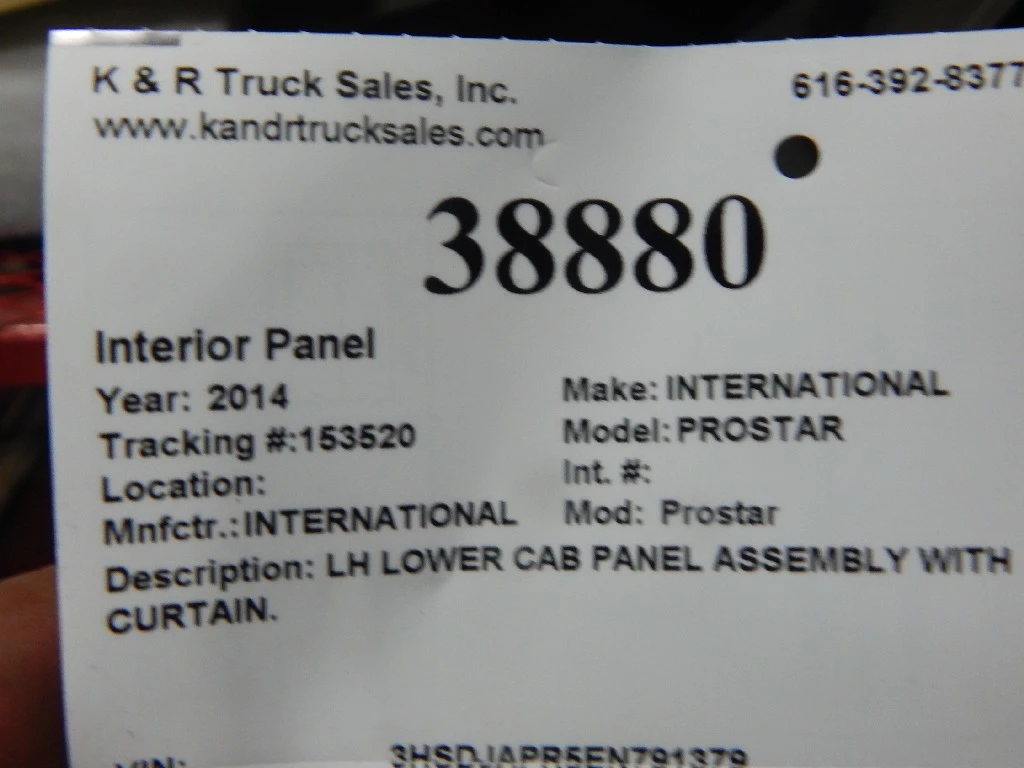 K & R Truck Sales, Inc. 616-392-8377
www.kandrtrucksales.com
38880
Interior Panel
Year: 2014 Make: INTERNATIONAL
Tracking #:153520 Model: PROSTAR
Location: Int. #:
Mnfctr.: INTERNATIONAL Mod: Prostar
Description: LH LOWER CAB PANEL ASSEMBLY WITH
CURTAIN.
VIN: 3HSDJAPR5EN791379